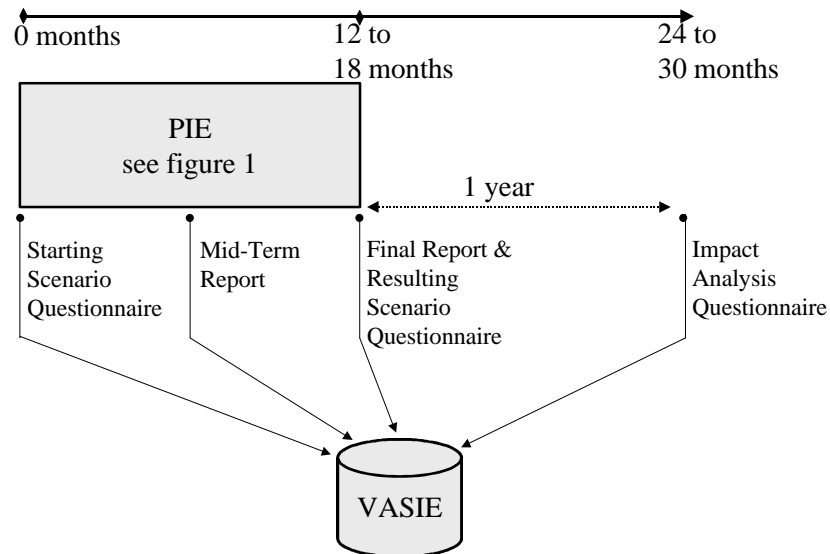 0 months
12 to
18 months
24 to
30 months
PIE
see figure 1
1 year
Starting
Scenario
Questionnaire
Mid-Term
Report
Final Report &
Resulting
Scenario
Questionnaire
Impact
Analysis
Questionnaire
VASIE